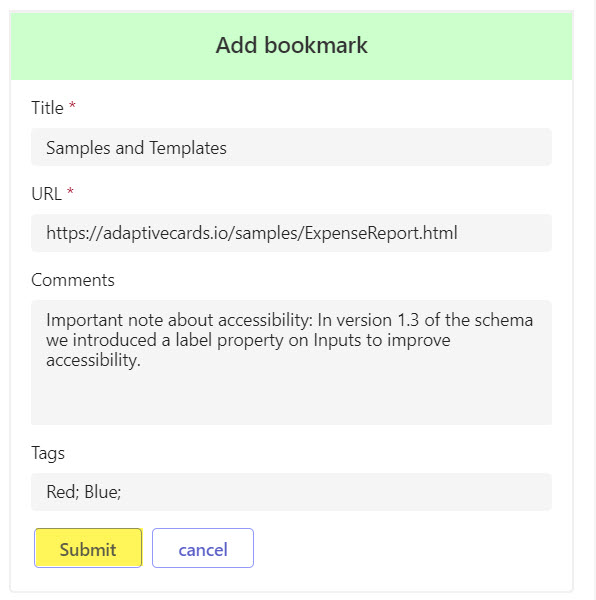 Add bookmark
Title *
Samples and Templates
URL *
https://adaptivecards.io/samples/ExpenseReport.html
Comments
Important note about accessibility: In version 1.3 of the schema
we introduced a label property on Inputs to improve
accessibility.
Tags
Red; Blue;
Submit cancel